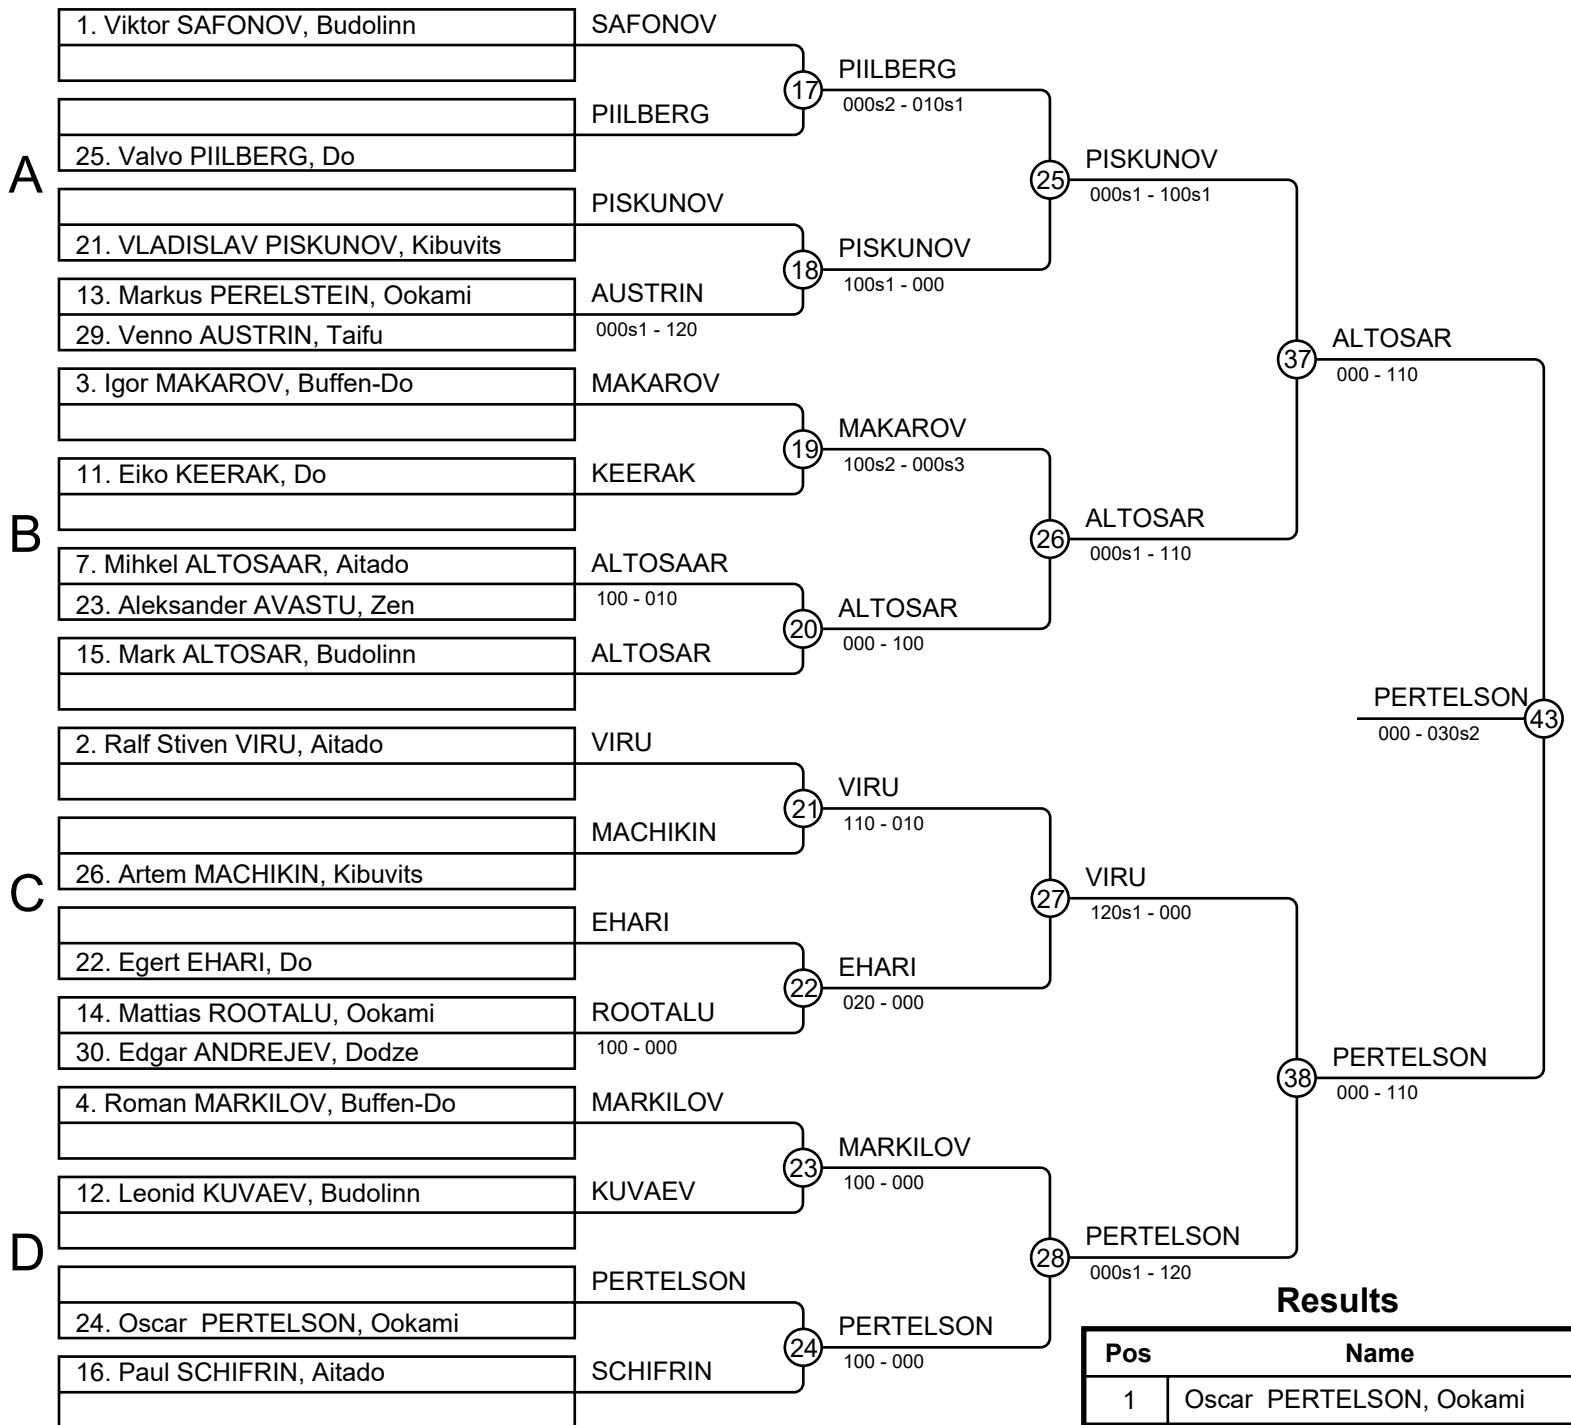 A
1. Viktor SAFONOV, Budolinn
SAFONOV
PIILBERG
25. Valvo PIILBERG, Do
17
PIILBERG
000s2 - 010s1
PISKUNOV
21. VLADISLAV PISKUNOV, Kibuvits
13. Markus PERELSTEIN, Ookami
AUSTRIN
000s1 - 120
29. Venno AUSTRIN, Taifu
18
PISKUNOV
100s1 - 000
25
PISKUNOV
000s1 - 100s1
B
3. Igor MAKAROV, Buffen-Do
MAKAROV
11. Eiko KEERAK, Do
KEERAK
19
MAKAROV
100s2 - 000s3
7. Mihkel ALTOSAAR, Aitado
ALTOSAAR
100 - 010
23. Aleksander AVASTU, Zen
15. Mark ALTOSAR, Budolinn
ALTOSAR
20
ALTOSAR
000 - 100
26
ALTOSAR
000s1 - 110
37
ALTOSAR
000 - 110
C
2. Ralf Stiven VIRU, Aitado
VIRU
MACHIKIN
26. Artem MACHIKIN, Kibuvits
21
VIRU
110 - 010
EHARI
22. Egert EHARI, Do
14. Mattias ROOTALU, Ookami
ROOTALU
100 - 000
30. Edgar ANDREJEV, Dodze
22
EHARI
020 - 000
27
VIRU
120s1 - 000
D
4. Roman MARKILOV, Buffen-Do
MARKILOV
12. Leonid KUVAEV, Budolinn
KUVAEV
23
MARKILOV
100 - 000
PERTELSON
24. Oscar  PERTELSON, Ookami
16. Paul SCHIFRIN, Aitado
SCHIFRIN
24
PERTELSON
100 - 000
28
PERTELSON
000s1 - 120
38
PERTELSON
000 - 110
PERTELSON
43
000 - 030s2
Results
Pos Name
1 Oscar  PERTELSON, Ookami